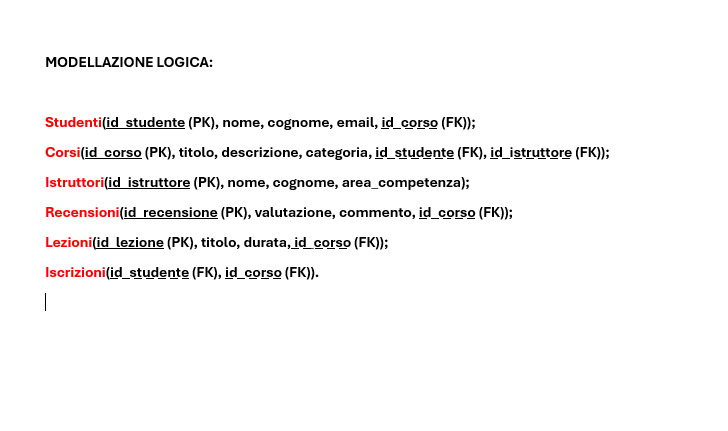 MODELLAZIONE LOGICA:
Studenti(id_studente (PK), nome, cognome, email, id_corso (FK));
Corsi(id_corso (PK), titolo, descrizione, categoria, id_studente (FK), id_istruttore (FK));
Istruttori(id_istruttore (PK), nome, cognome, area_competenza);
Recensioni(id_recensione (PK), valutazione, commento, id_corso (FK));
Lezioni(id_lezione (PK), titolo, durata, id_corso (FK));
Iscrizioni(id_studente (FK), id_corso (FK)).